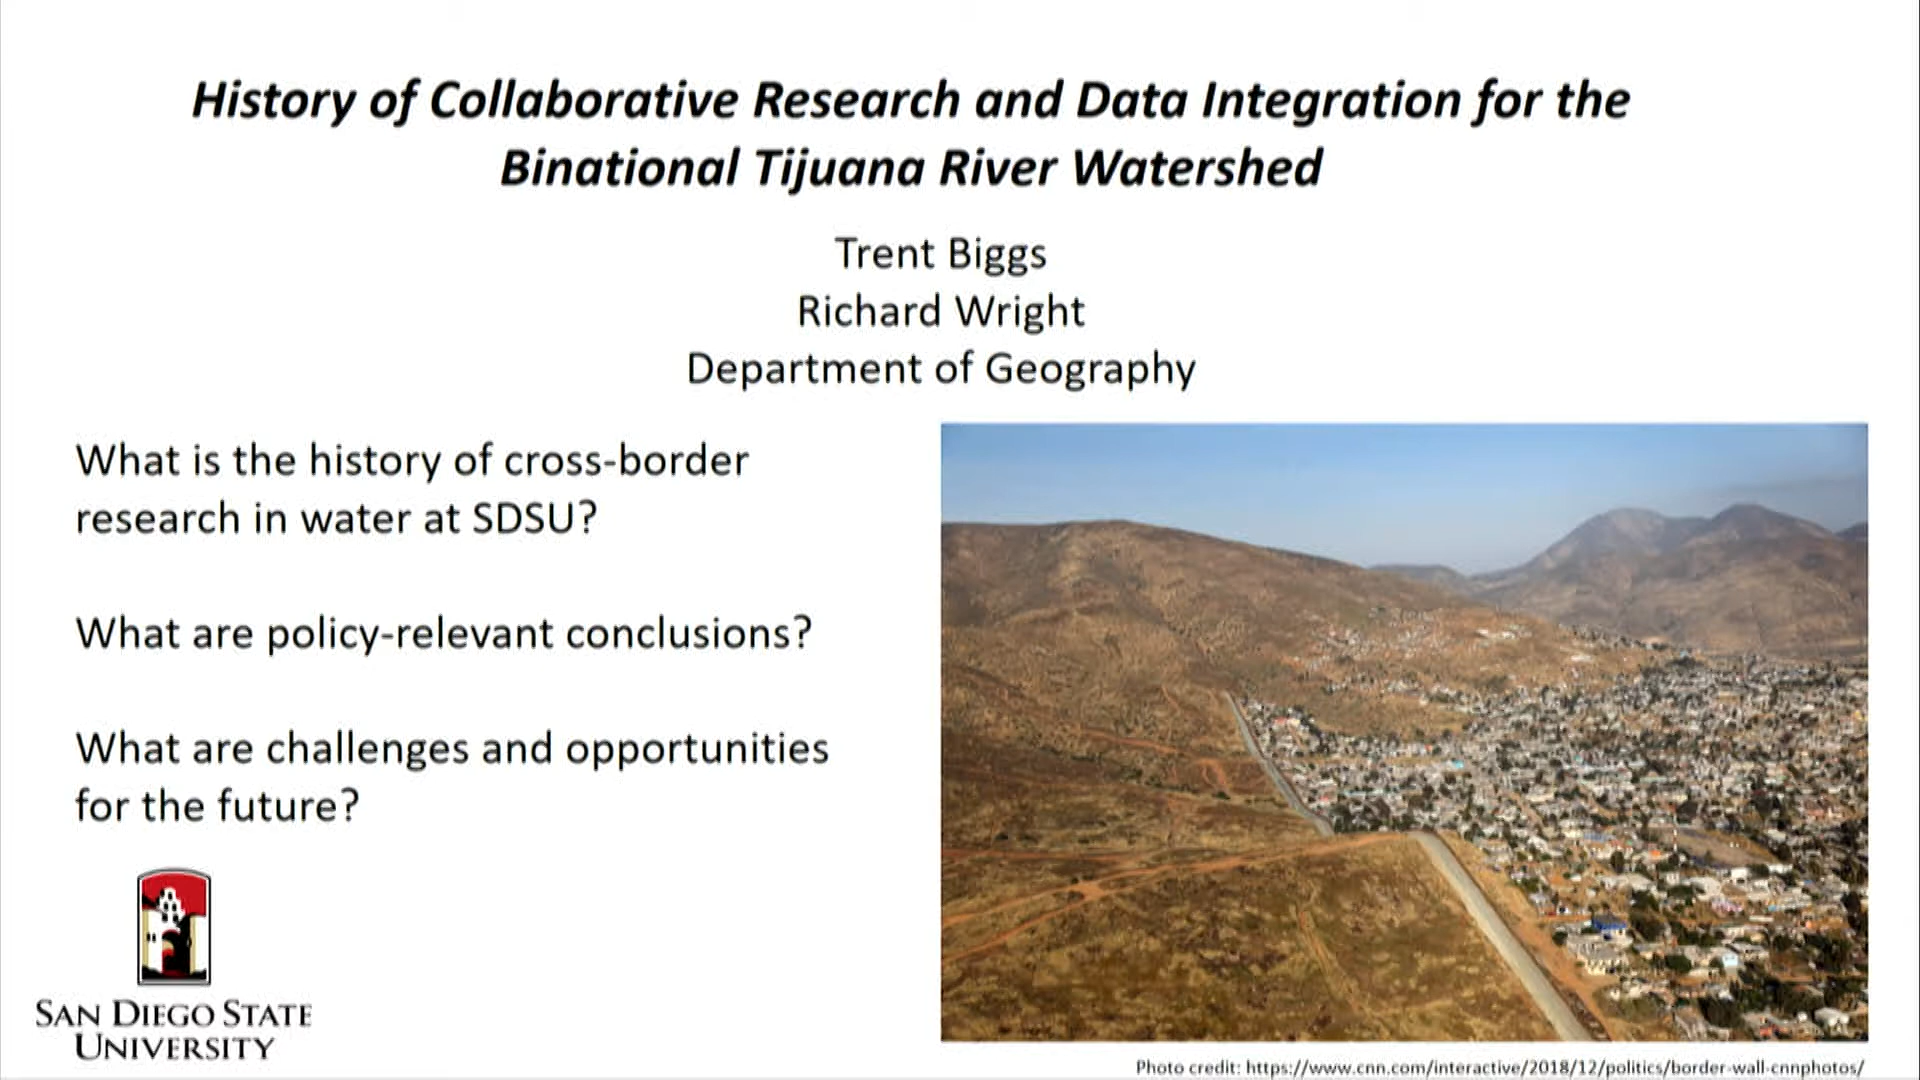 History of Collaborative Research and Data Integration for the
Binational Tijuana River Watershed
Trent Biggs
Richard Wright
Department of Geography
What is the history of cross-border
research in water at SDSU?
What are policy-relevant conclusions?
What are challenges and opportunities
for the future?
SAN DIEGO STATE
UNIVERSITY
Photo credit: https://www.cnn.com/interactive/2018/12/politics/border-wall-cnnphotos/